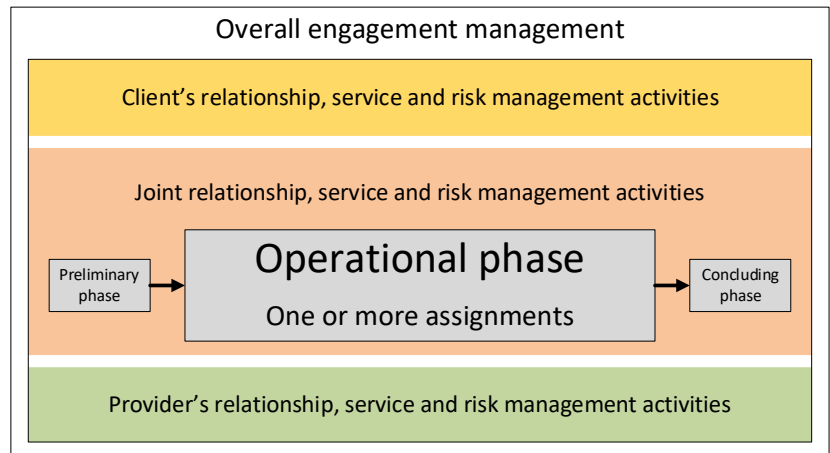 Overall engagement management
Client’s relationship, service and risk management activities
Joint relationship, service and risk management activities
Preliminary
phase
Operational phase
One or more assignments
Concluding
phase
Provider’s relationship, service and risk management activities